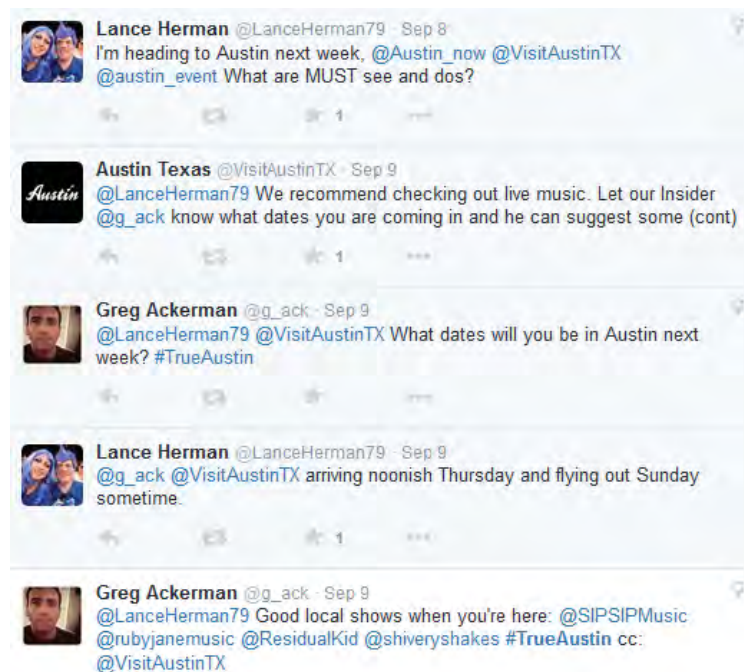 Lance Herman @LanceHerman79 · Sep 8
I'm heading to Austin next week, @Austin_now @VisitAustinTX
@austin_event What are MUST see and dos?
1
Austin
Austin Texas @VisitAustinTX · Sep 9
@LanceHerman79 We recommend checking out live music. Let our Insider
@g_ack know what dates you are coming in and he can suggest some (cont)
1
Greg Ackerman @g_ack · Sep 9
@LanceHerman79 @VisitAustinTX What dates will you be in Austin next
week? #TrueAustin
Lance Herman @LanceHerman79 · Sep 9
@g_ack @VisitAustinTX arriving noonish Thursday and flying out Sunday
sometime.
1
Greg Ackerman @g_ack · Sep 9
@LanceHerman79 Good local shows when you're here: @SIPSIPMusic
@rubyjanemusic @ResidualKid @shiveryshakes #TrueAustin cc:
@VisitAustinTX